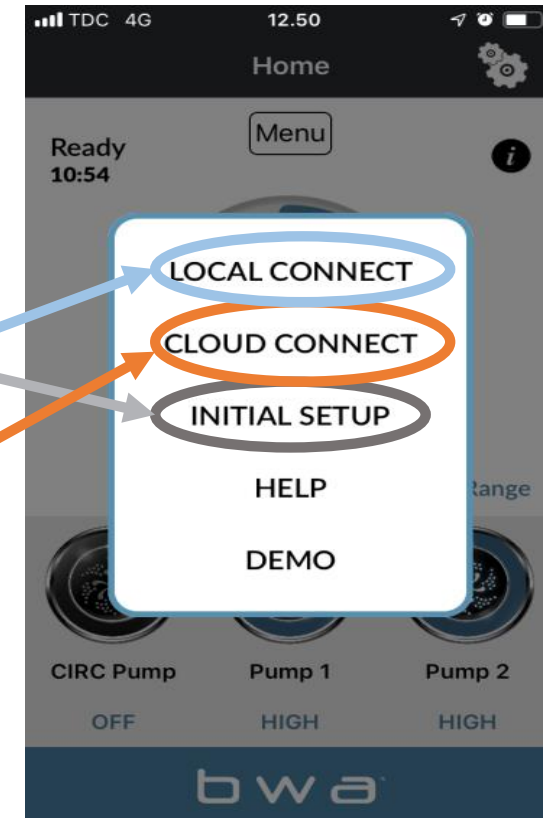 TDC 4G 12.50
Home
Menu
Ready
10:54
i
LOCAL CONNECT
CLOUD CONNECT
INITIAL SETUP
HELP
DEMO
Range
CIRC Pump Pump 1 Pump 2
OFF HIGH HIGH
bwa